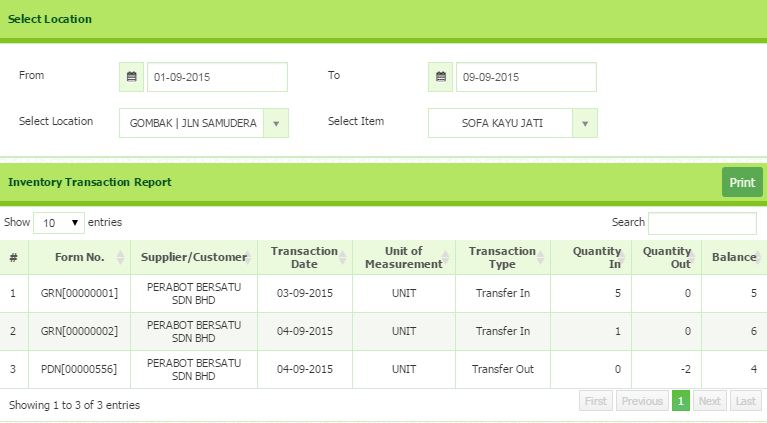 Select Location
From 01-09-2015 To 09-09-2015
Select Location GOMBAK | JLN SAMUDERA Select Item SOFA KAYU JATI
Inventory Transaction Report Print
Show 10 entries Search
# Form No. Supplier/Customer Transaction Date Unit of Measurement Transaction Type Quantity In Quantity Out Balance
1 GRN[00000001] PERABOT BERSATU SDN BHD 03-09-2015 UNIT Transfer In 5 0 5
2 GRN[00000002] PERABOT BERSATU SDN BHD 04-09-2015 UNIT Transfer In 1 0 6
3 PDN[00000556] PERABOT BERSATU SDN BHD 04-09-2015 UNIT Transfer Out 0 -2 4
Showing 1 to 3 of 3 entries First Previous 1 Next Last